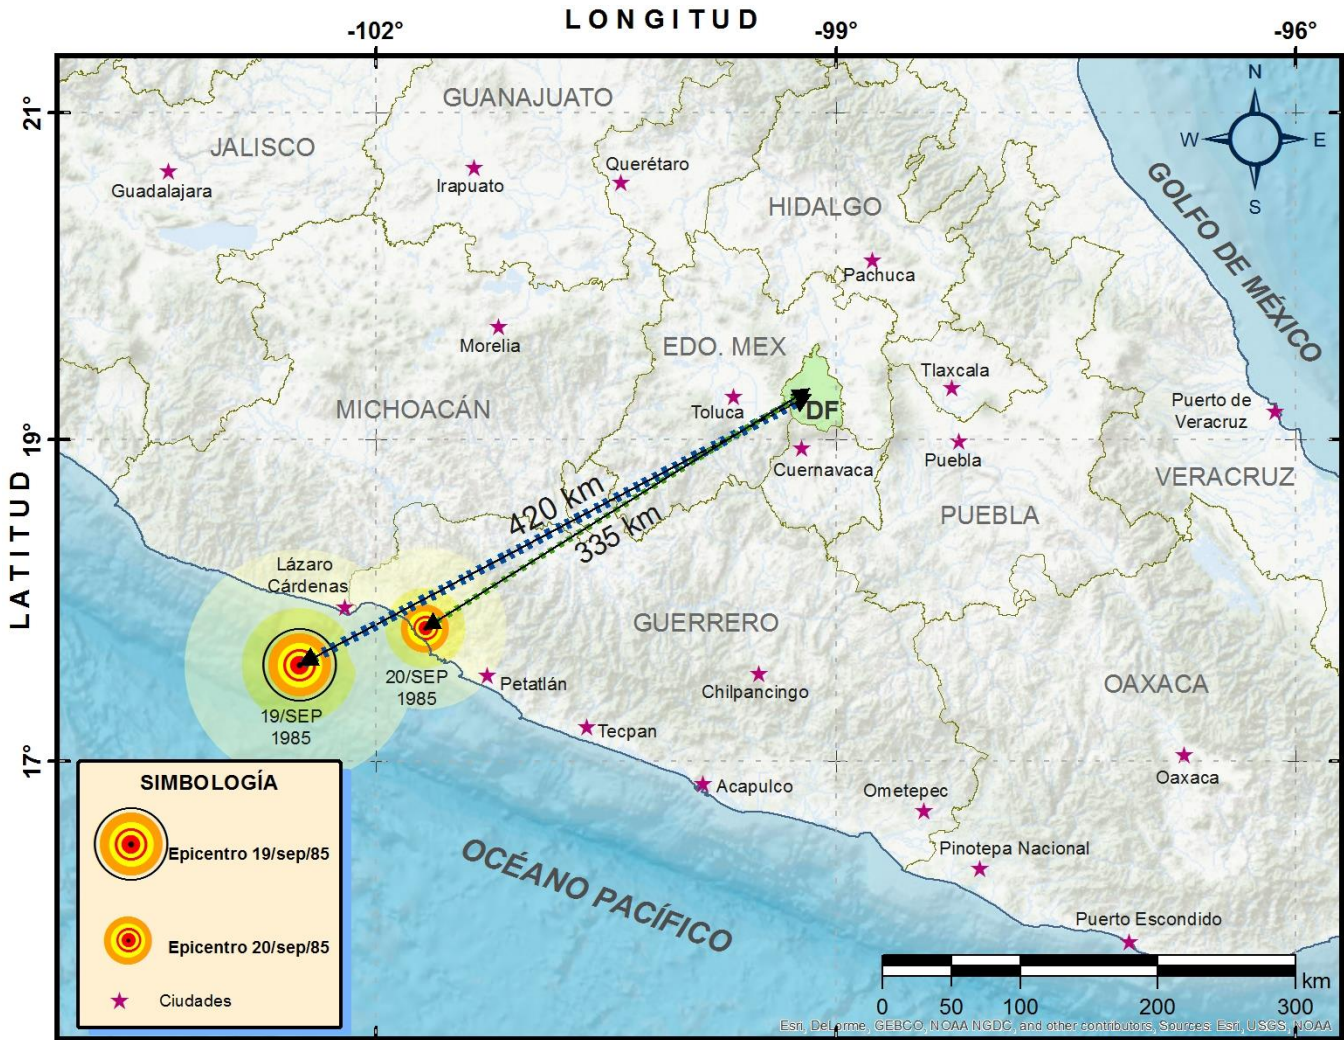 LONGITUD
-102°
-99°
-96°
N
W
E
S
21°
19°
17°
LATITUD
GUANAJUATO
JALISCO
Guadalajara
Irapuato
Querétaro
HIDALGO
Pachuca
GOLFO DE MÉXICO
Morelia
EDO. MEX
MICHOACÁN
Toluca
DF
Tlaxcala
Puerto de
Veracruz
Cuernavaca
Puebla
VERACRUZ
PUEBLA
420 km
335 km
Lázaro
Cárdenas
GUERRERO
20/SEP
1985
Petatlán
Chilpancingo
OAXACA
19/SEP
1985
Tecpan
Oaxaca
Acapulco
Ometepec
Pinotepa Nacional
Puerto Escondido
OCÉANO PACÍFICO
SIMBOLOGÍA
Epicentro 19/sep/85
Epicentro 20/sep/85
Ciudades
km
0 50 100 200 300
Esri, DeLorme, GEBCO, NOAA NGDC, and other contributors, Sources: Esri, USGS, NOAA